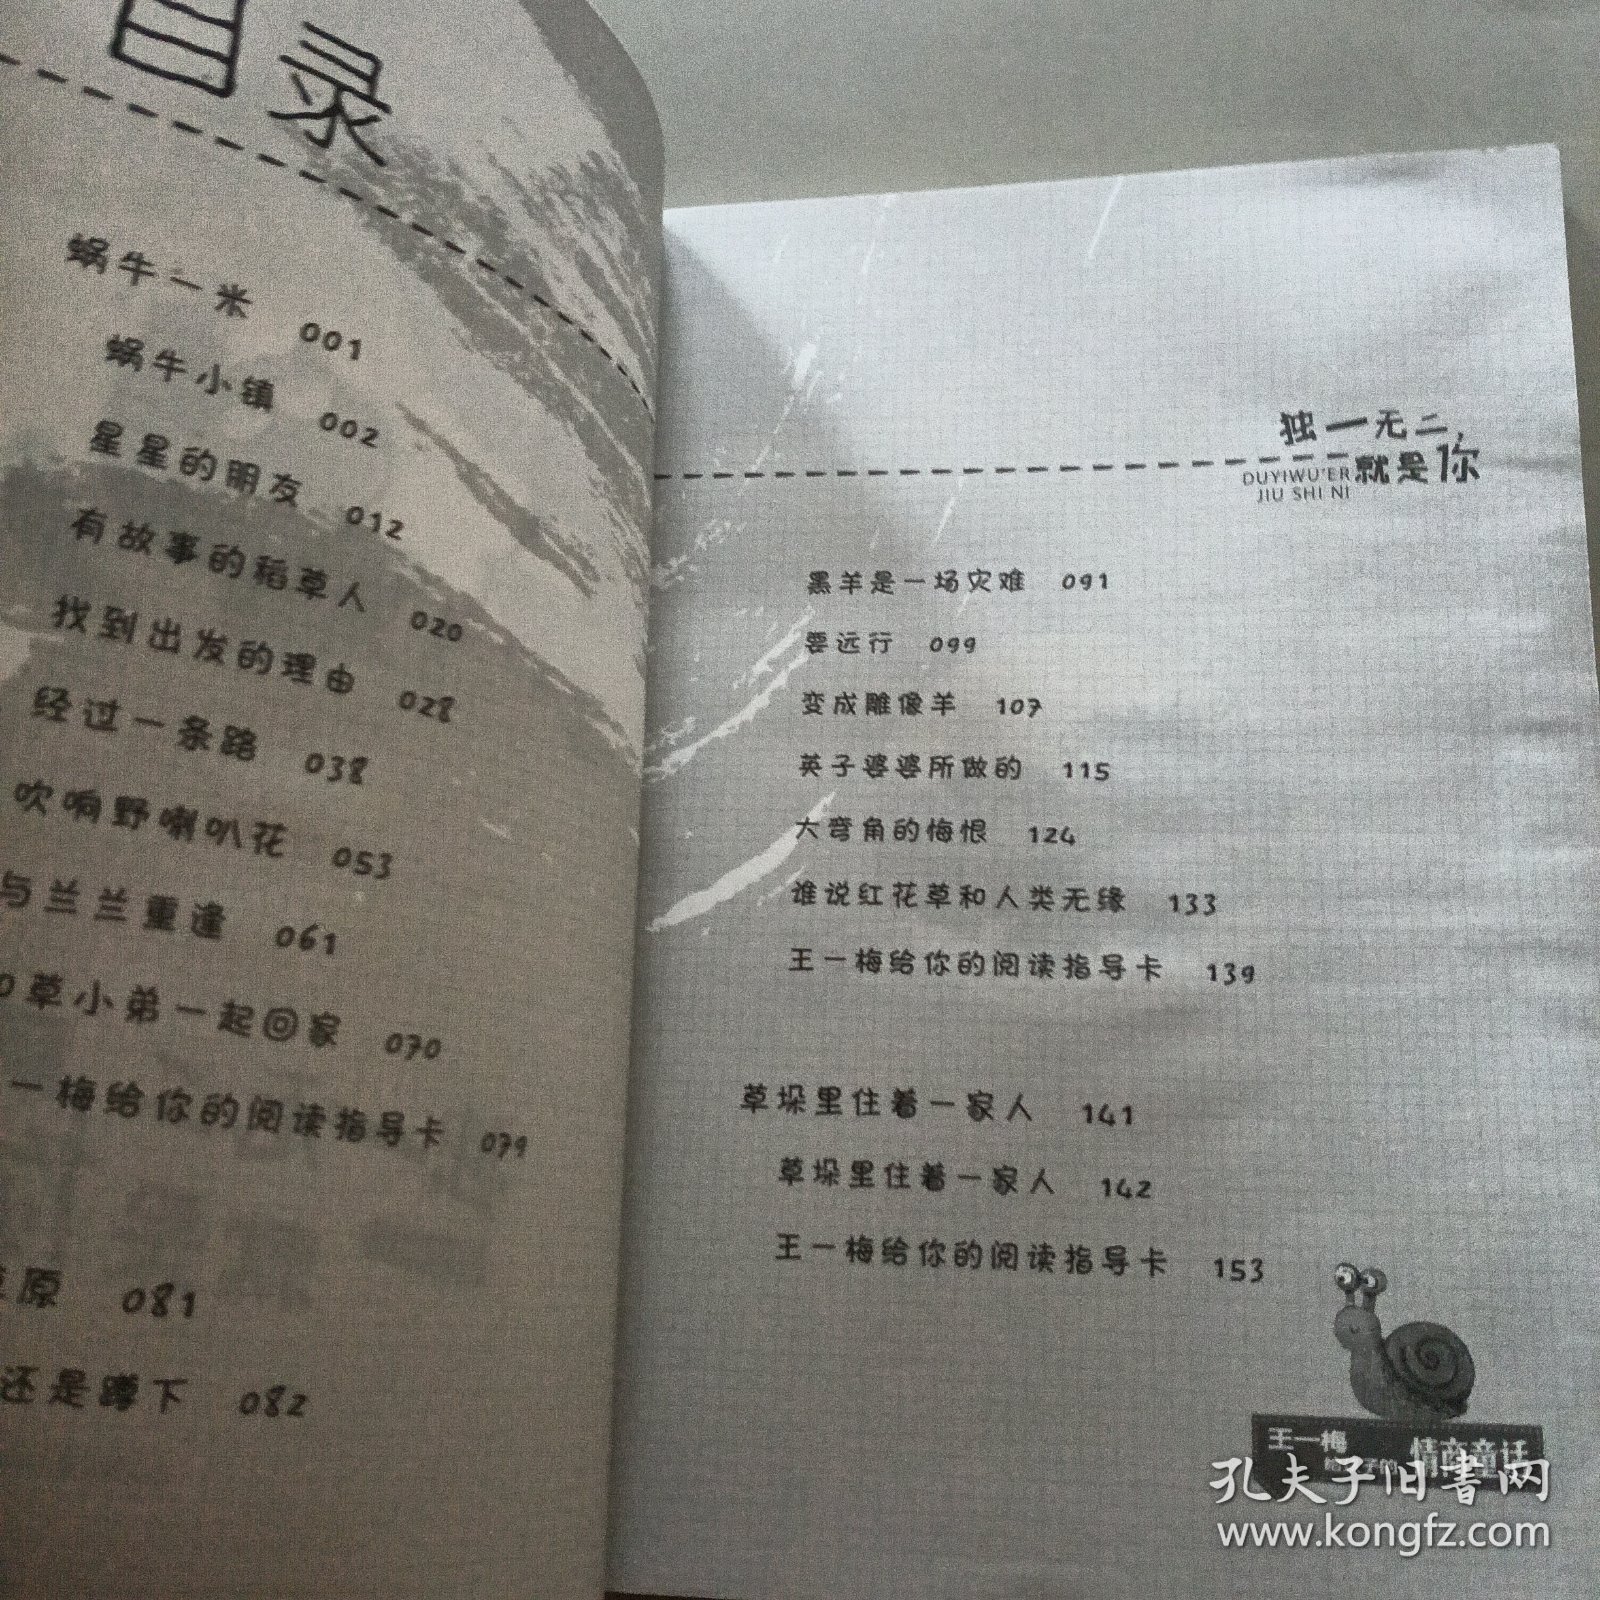 目录
蜗牛一米 001
蜗牛小镇 002
星星的朋友 012
有故事的稻草人 020
找到出发的理由 028
经过一条路 038
吹响野喇叭花 053
与兰兰重逢 061
草小弟一起回家 070
一梅给你的阅读指导卡 079
原 081
还是蹲下 082
独一无二,
就是你
DUYIWU'ER
JIU SHI NI
黑羊是一场灾难 091
要远行 099
变成雕像羊 107
英子婆婆所做的 115
大弯角的悔恨 124
谁说红花草和人类无缘 133
王一梅给你的阅读指导卡 139
草垛里住着一家人 141
草垛里住着一家人 142
王一梅给你的阅读指导卡 153
王一梅
情商童话
孔夫子旧书网
www.kongfz.com